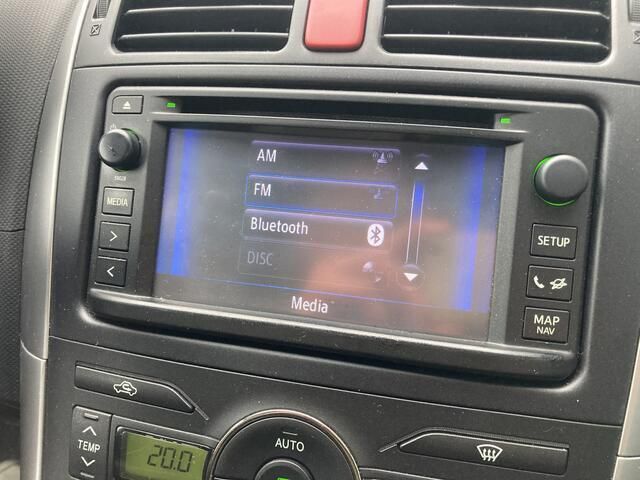 AM
FM
Bluetooth
DISC
Media
MEDIA
SETUP
MAP
NAV
TEMP
20.0
AUTO